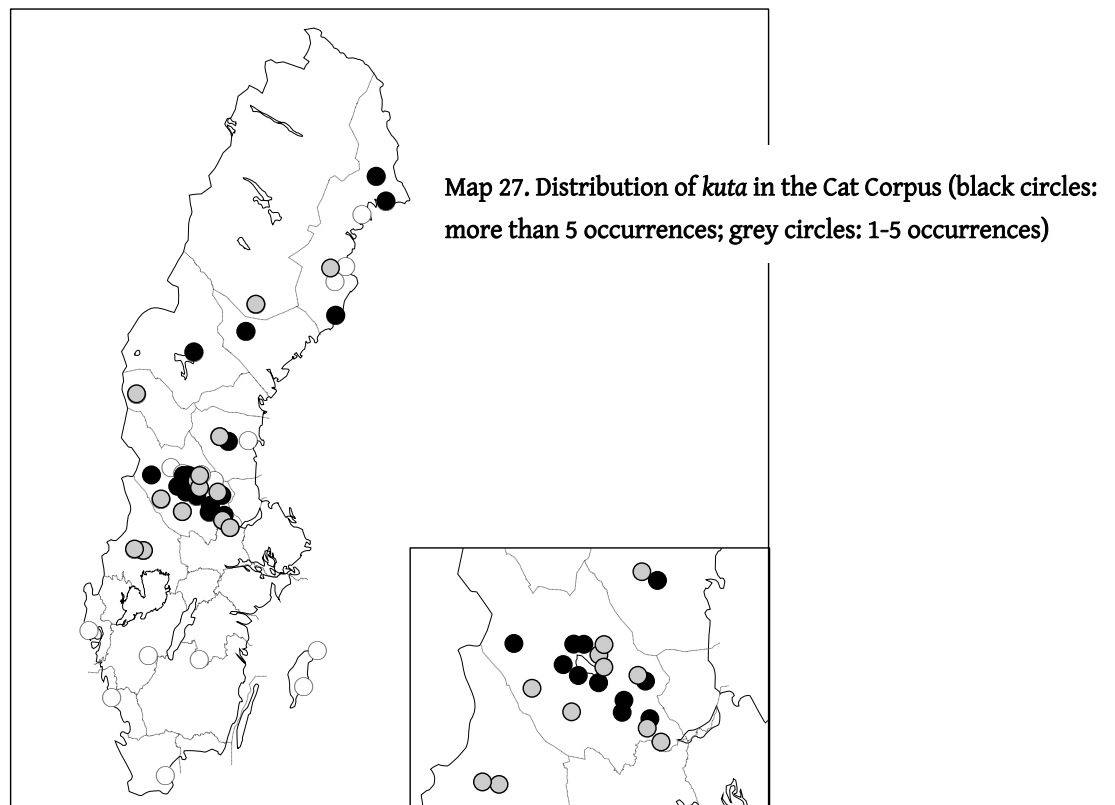 Map 27. Distribution of kuta in the Cat Corpus (black circles:
more than 5 occurrences; grey circles: 1-5 occurrences)